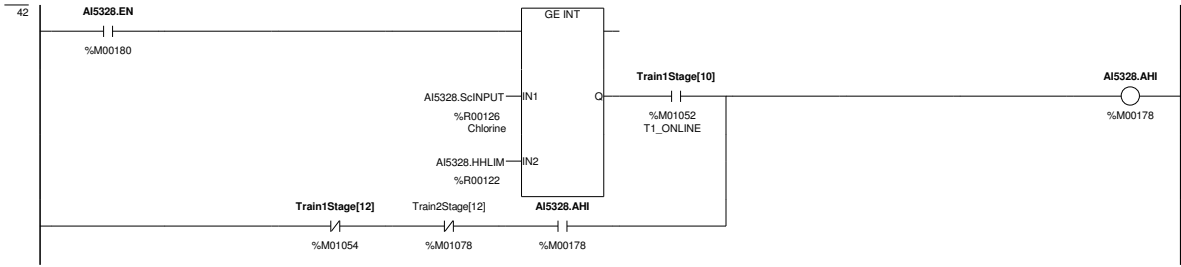 42
AI5328.EN
%M00180
GE INT
AI5328.ScINPUT
IN1
Q
%R00126
Chlorine
Train1Stage[10]
%M01052
T1_ONLINE
AI5328.AHI
%M00178
AI5328.HHLIM
IN2
%R00122
Train1Stage[12]
%M01054
Train2Stage[12]
%M01078
AI5328.AHI
%M00178